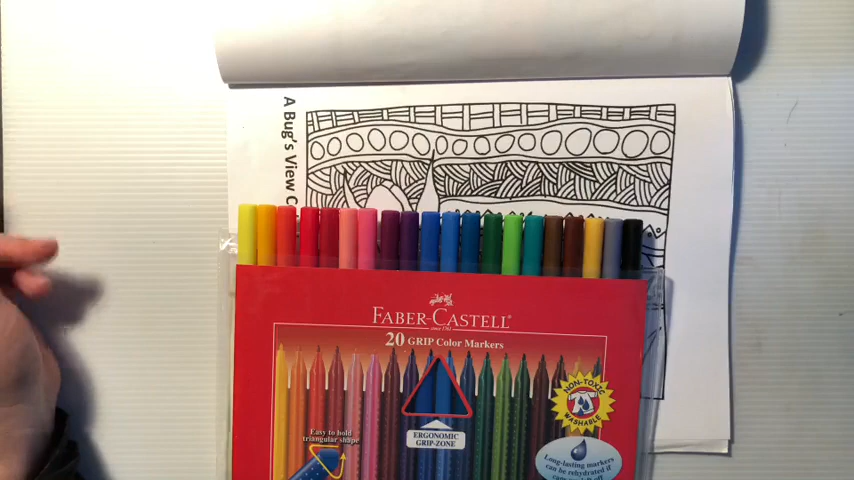 A Bug's View C
FABER-CASTELL
since 1761
20 GRIP Color Markers
Easy to hold
triangular shape
ERGONOMIC
GRIP-ZONE
NON-TOXIC
WASHABLE
Long-lasting markers
can be rehydrated if